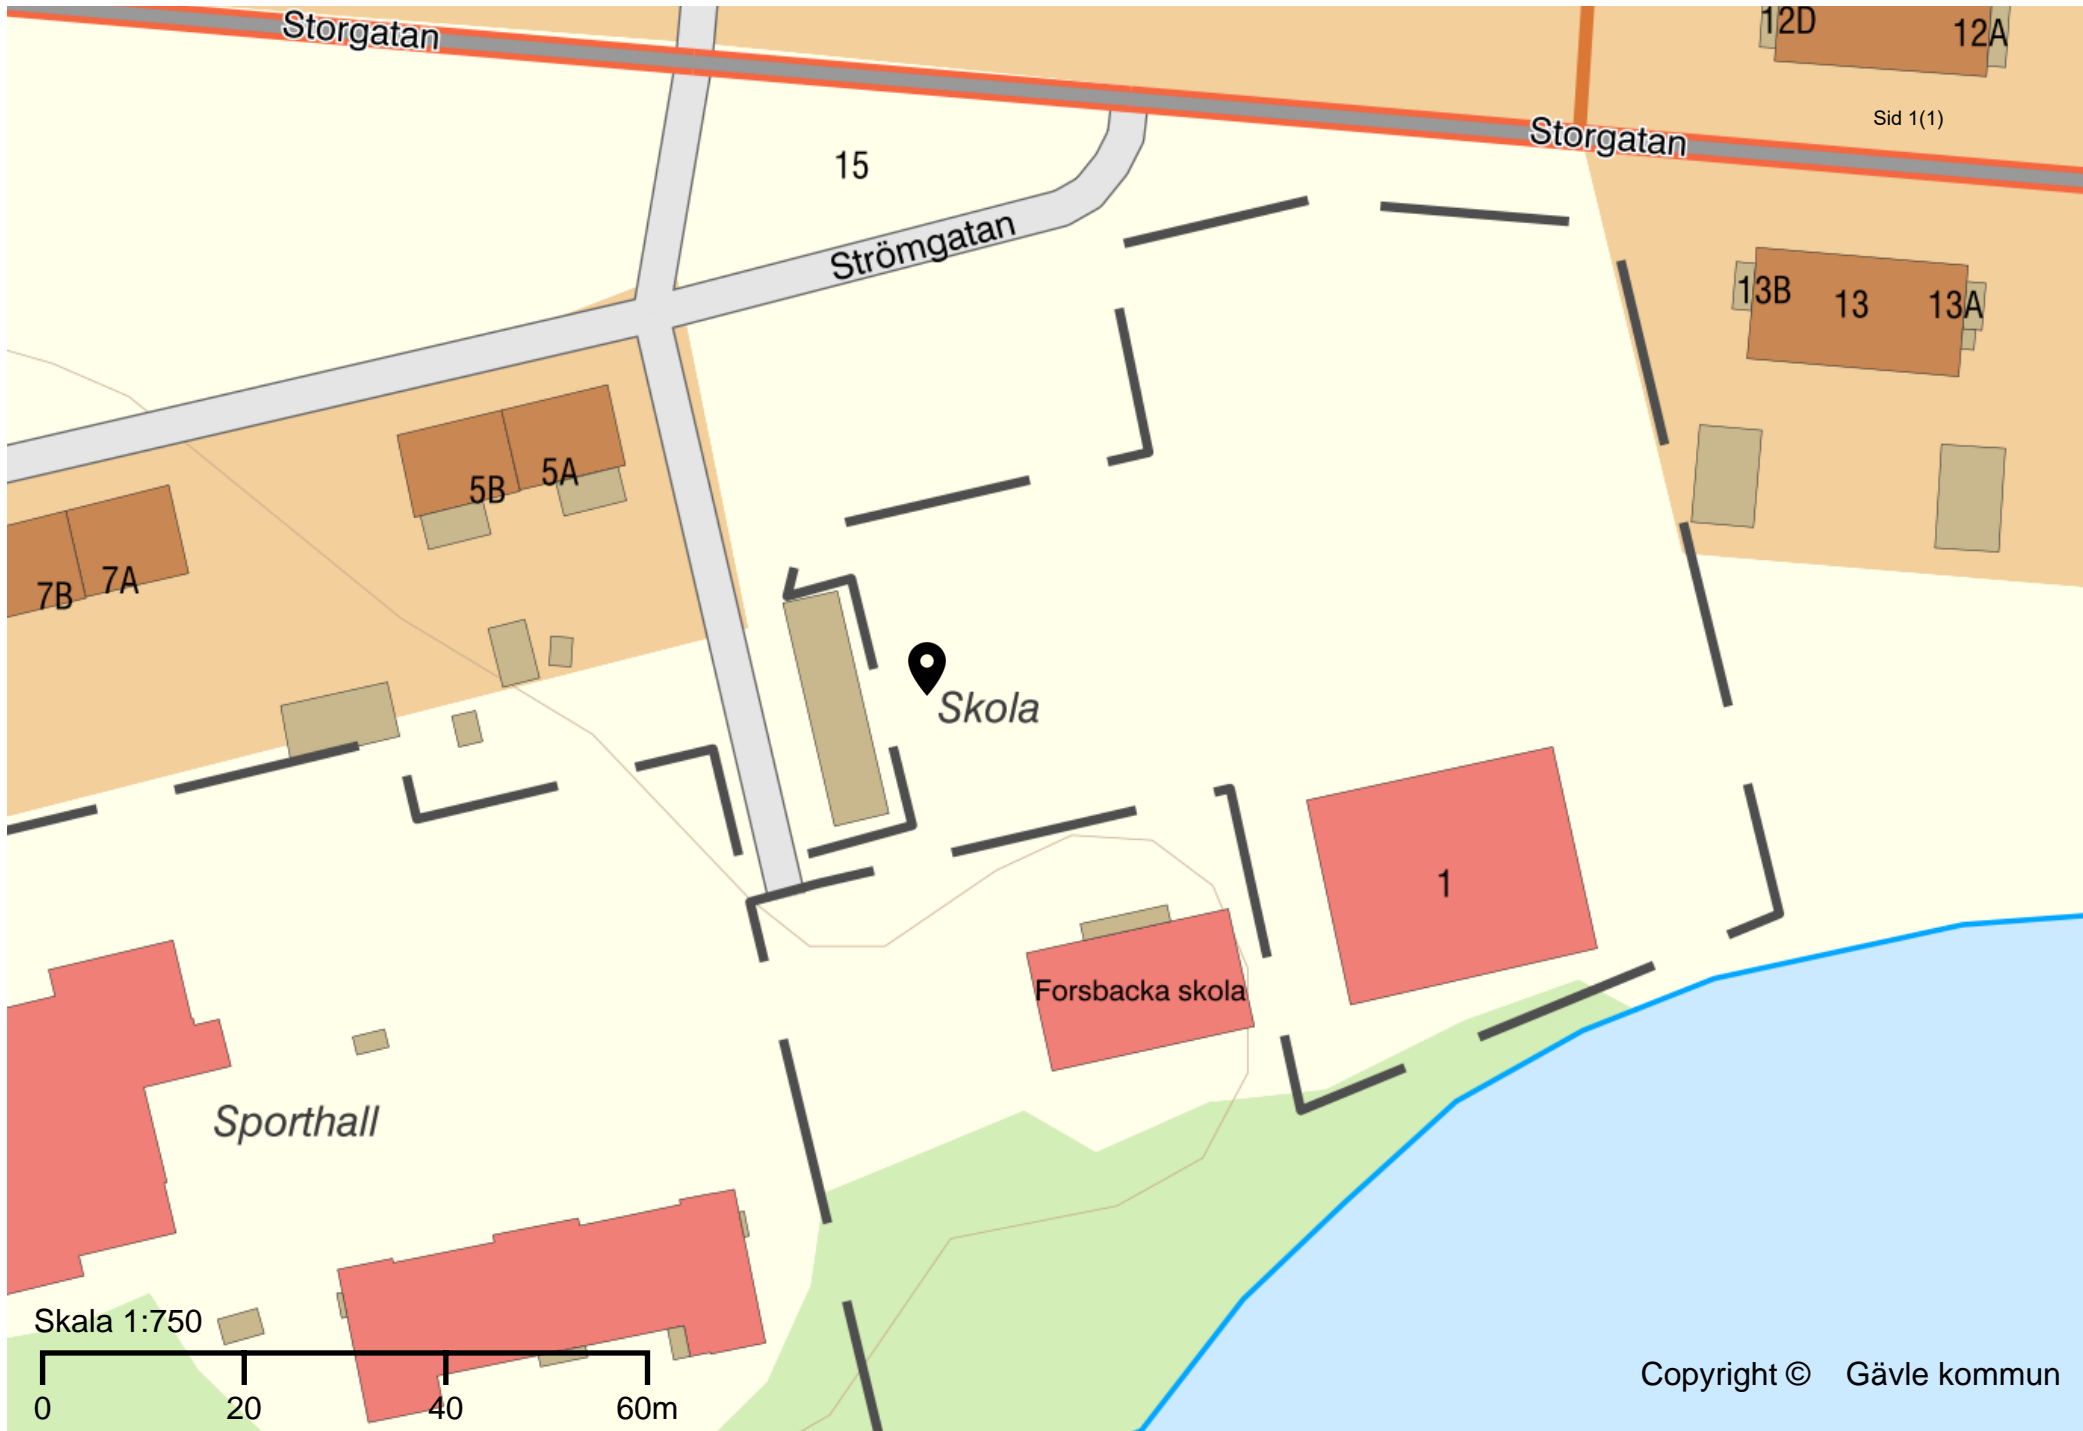 Storgatan
12D
12A
Sid 1(1)
Storgatan
15
Strömgatan
13B
13
13A
5B
5A
7B
7A
Skola
1
Forsbacka skola
Sporthall
Skala 1:750
0 20 40 60m
Copyright © Gävle kommun